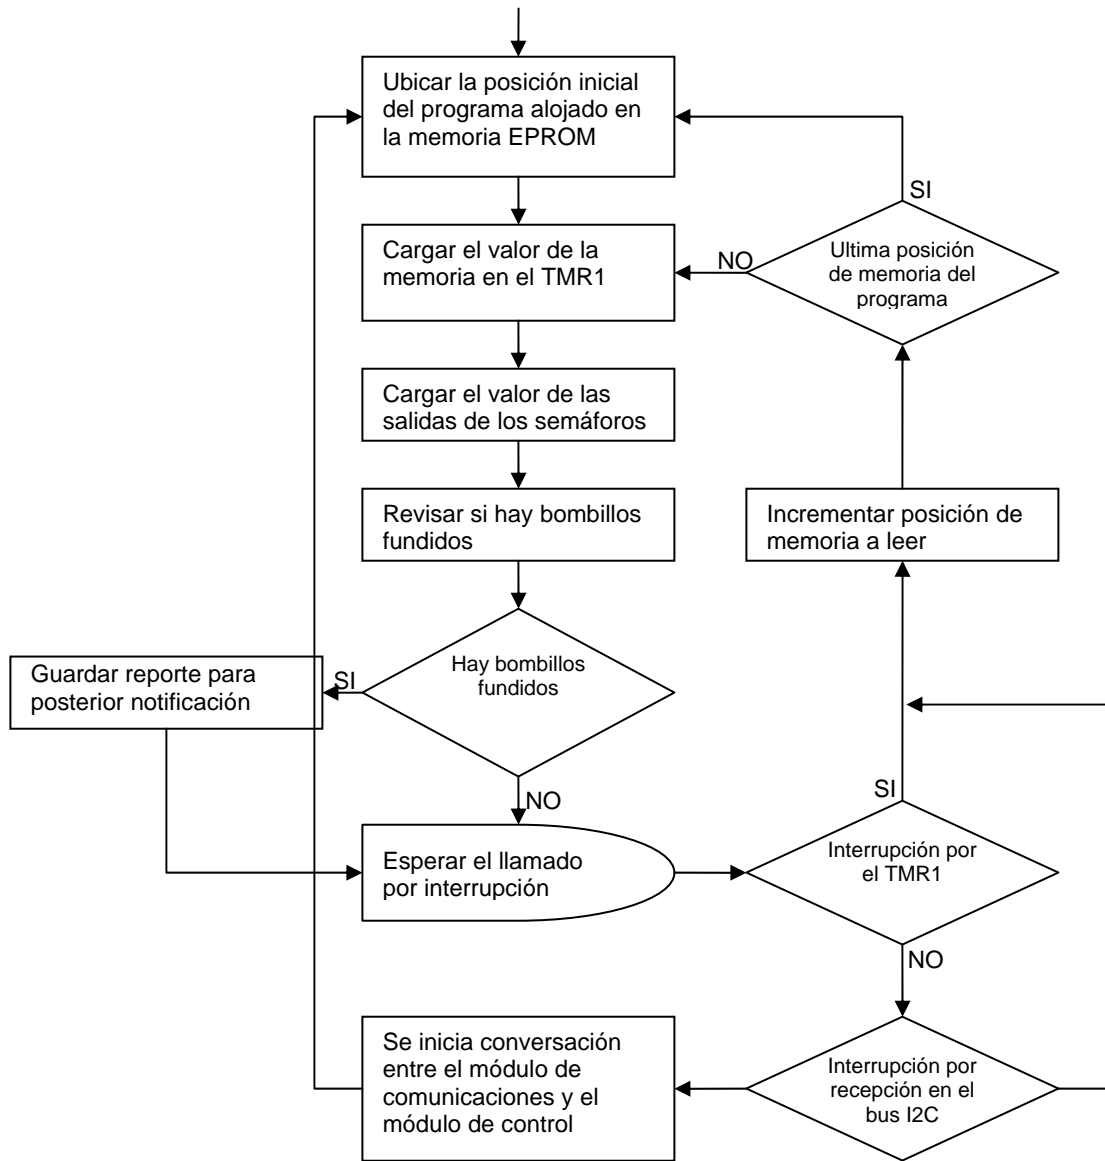 Ubicar la posición inicial
del programa alojado en
la memoria EPROM
SI
Cargar el valor de la
memoria en el TMR1
NO
Ultima posición
de memoria del
programa
Cargar el valor de las
salidas de los semáforos
Revisar si hay bombillos
fundidos
Incrementar posición de
memoria a leer
Hay bombillos
fundidos
SI
Guardar reporte para
posterior notificación
NO
SI
Esperar el llamado
por interrupción
Interrupción por
el TMR1
NO
Se inicia conversación
entre el módulo de
comunicaciones y el
módulo de control
Interrupción por
recepción en el
bus I2C